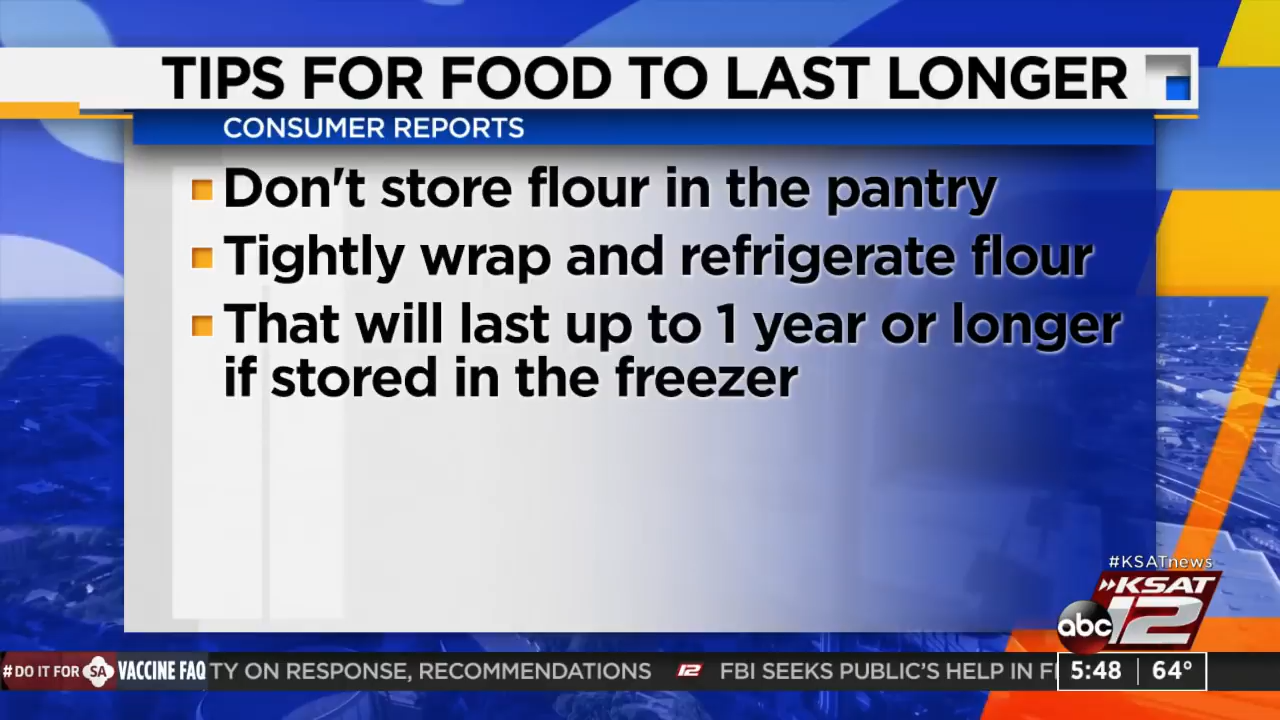 TIPS FOR FOOD TO LAST LONGER
CONSUMER REPORTS
Don't store flour in the pantry
Tightly wrap and refrigerate flour
That will last up to 1 year or longer
if stored in the freezer
#KSATnews
KSAT
abc 12
#DO IT FOR SA VACCINE FAQ TY ON RESPONSE, RECOMMENDATIONS 12 FBI SEEKS PUBLIC'S HELP IN F 5:48 64°